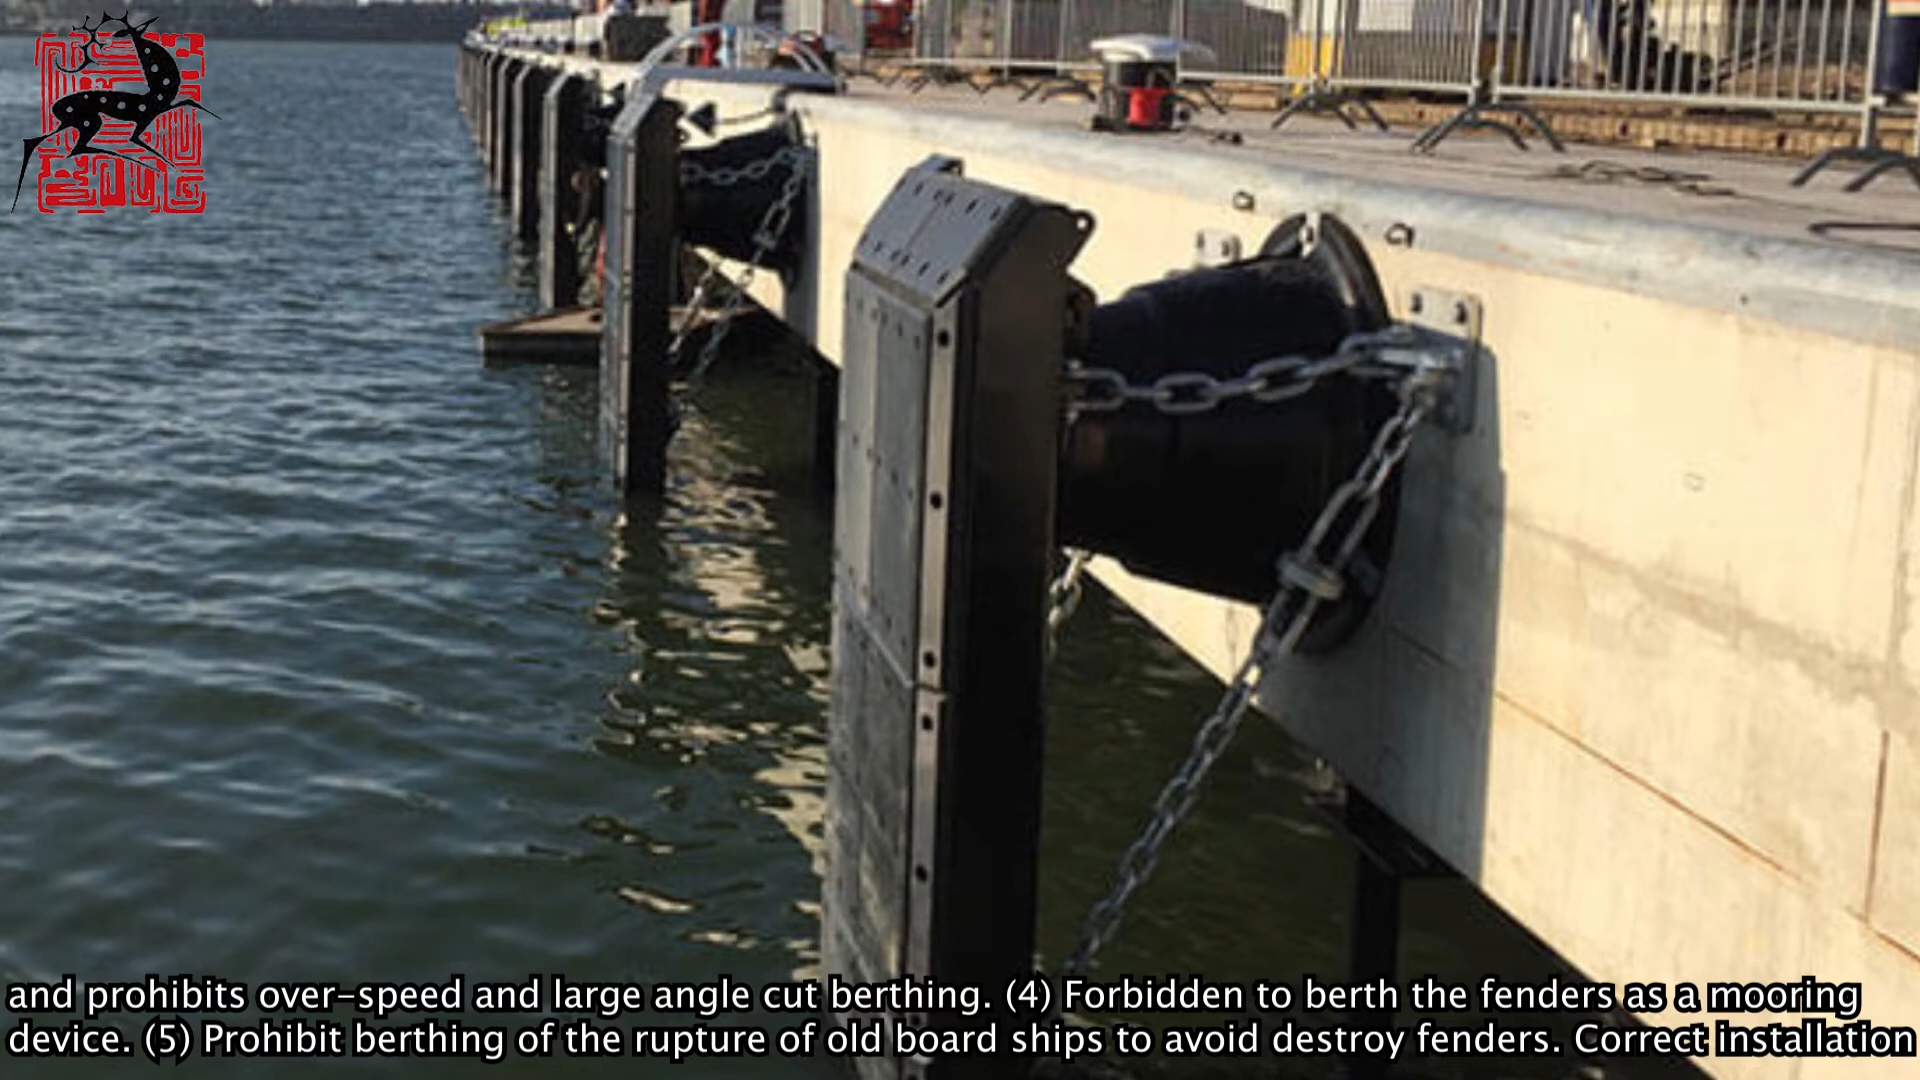 and prohibits over-speed and large angle cut berthing. (4) Forbidden to berth the fenders as a mooring
device. (5) Prohibit berthing of the rupture of old board ships to avoid destroy fenders. Correct installation